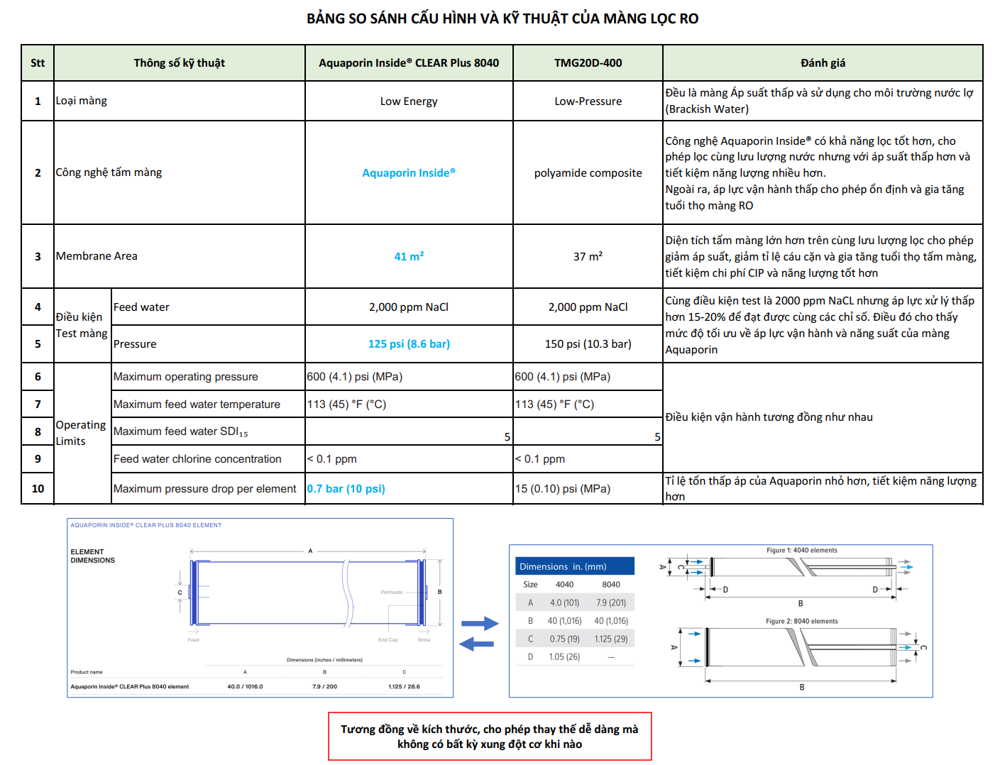 BẢNG SO SÁNH CẤU HÌNH VÀ KỸ THUẬT CỦA MÀNG LỌC RO
Stt
Thông số kỹ thuật
Aquaporin Inside® CLEAR Plus 8040
TMG20D-400
Đánh giá
1
Loại màng
Low Energy
Low-Pressure
Đều là màng Áp suất thấp và sử dụng cho môi trường nước lợ
(Brackish Water)
2
Công nghệ tấm màng
Aquaporin Inside®
polyamide composite
Công nghệ Aquaporin Inside® có khả năng lọc tốt hơn, cho
phép lọc cùng lưu lượng nước nhưng với áp suất thấp hơn và
tiết kiệm năng lượng nhiều hơn.
Ngoài ra, áp lực vận hành thấp cho phép ổn định và gia tăng
tuổi thọ màng RO
3
Membrane Area
41 m²
37 m²
Diện tích tấm màng lớn hơn trên cùng lưu lượng lọc cho phép
giảm áp suất, giảm tỉ lệ cáu cặn và gia tăng tuổi thọ tấm màng,
tiết kiệm chi phí CIP và năng lượng tốt hơn
Điều kiện
Test màng
4
Feed water
2,000 ppm NaCl
2,000 ppm NaCl
Cùng điều kiện test là 2000 ppm NaCL nhưng áp lực xử lý thấp
hơn 15-20% để đạt được cùng các chỉ số. Điều đó cho thấy
mức độ tối ưu về áp lực vận hành và năng suất của màng
Aquaporin
5
Pressure
125 psi (8.6 bar)
150 psi (10.3 bar)
Operating
Limits
6
Maximum operating pressure
600 (4.1) psi (MPa)
600 (4.1) psi (MPa)
Điều kiện vận hành tương đồng như nhau
7
Maximum feed water temperature
113 (45) °F (°C)
113 (45) °F (°C)
8
Maximum feed water SDI₁₅
5
5
9
Feed water chlorine concentration
< 0.1 ppm
< 0.1 ppm
10
Maximum pressure drop per element
0.7 bar (10 psi)
15 (0.10) psi (MPa)
Tỉ lệ tổn thấp áp của Aquaporin nhỏ hơn, tiết kiệm năng lượng
hơn
AQUAPORIN INSIDE® CLEAR PLUS 8040 ELEMENT
ELEMENT
DIMENSIONS
A
C
Permeate
B
Feed
End Cap
Brine
Dimensions (inches / millimeters)
Product name
A
B
C
Aquaporin Inside® CLEAR Plus 8040 element
40.0 / 1016.0
7.9 / 200
1.125 / 28.6
Dimensions in. (mm)
Size
4040
8040
A
4.0 (101)
7.9 (201)
B
40 (1,016)
40 (1,016)
C
0.75 (19)
1.125 (29)
D
1.05 (26)
—
Figure 1: 4040 elements
A
C
D
D
B
Figure 2: 8040 elements
A
C
B
Tương đồng về kích thước, cho phép thay thế dễ dàng mà
không có bất kỳ xung đột cơ khi nào